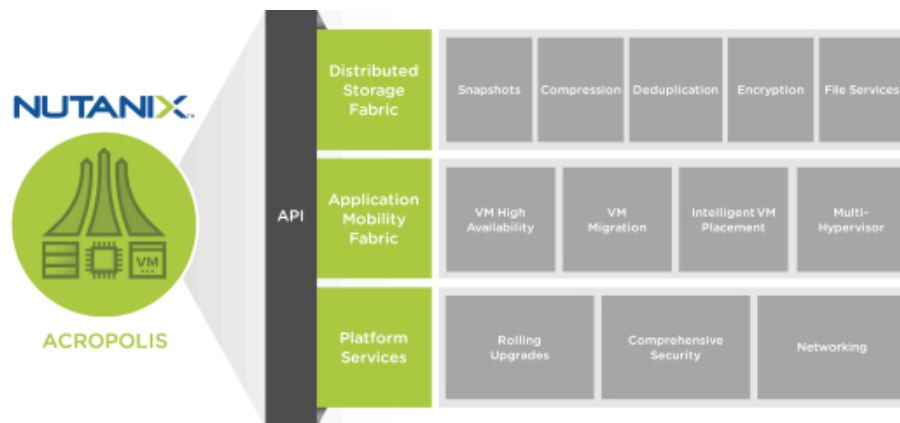 NUTANIX™
VM
ACROPOLIS
API
Distributed
Storage
Fabric
Snapshots
Compression
Deduplication
Encryption
File Services
Application
Mobility
Fabric
VM High
Availability
VM
Migration
Intelligent VM
Placement
Multi-
Hypervisor
Platform
Services
Rolling
Upgrades
Comprehensive
Security
Networking